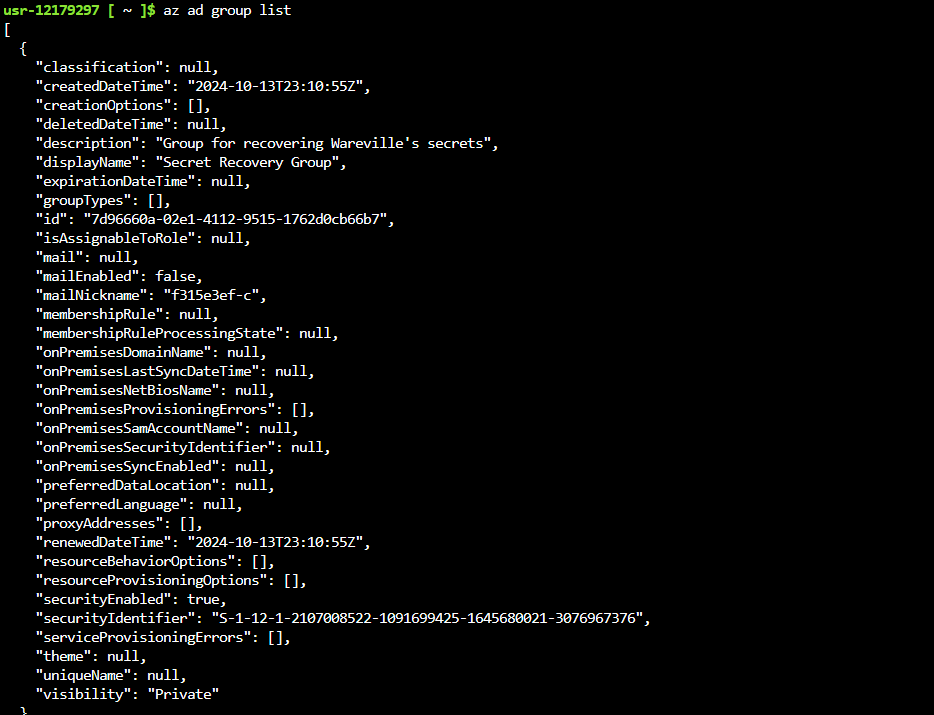 usr-12179297 [ ~ ]$ az ad group list
[
  {
    "classification": null,
    "createdDateTime": "2024-10-13T23:10:55Z",
    "creationOptions": [],
    "deletedDateTime": null,
    "description": "Group for recovering Wareville's secrets",
    "displayName": "Secret Recovery Group",
    "expirationDateTime": null,
    "groupTypes": [],
    "id": "7d96660a-02e1-4112-9515-1762d0cb66b7",
    "isAssignableToRole": null,
    "mail": null,
    "mailEnabled": false,
    "mailNickname": "f315e3ef-c",
    "membershipRule": null,
    "membershipRuleProcessingState": null,
    "onPremisesDomainName": null,
    "onPremisesLastSyncDateTime": null,
    "onPremisesNetBiosName": null,
    "onPremisesProvisioningErrors": [],
    "onPremisesSamAccountName": null,
    "onPremisesSecurityIdentifier": null,
    "onPremisesSyncEnabled": null,
    "preferredDataLocation": null,
    "preferredLanguage": null,
    "proxyAddresses": [],
    "renewedDateTime": "2024-10-13T23:10:55Z",
    "resourceBehaviorOptions": [],
    "resourceProvisioningOptions": [],
    "securityEnabled": true,
    "securityIdentifier": "S-1-12-1-2107008522-1091699425-1645680021-3076967376",
    "serviceProvisioningErrors": [],
    "theme": null,
    "uniqueName": null,
    "visibility": "Private"
  }